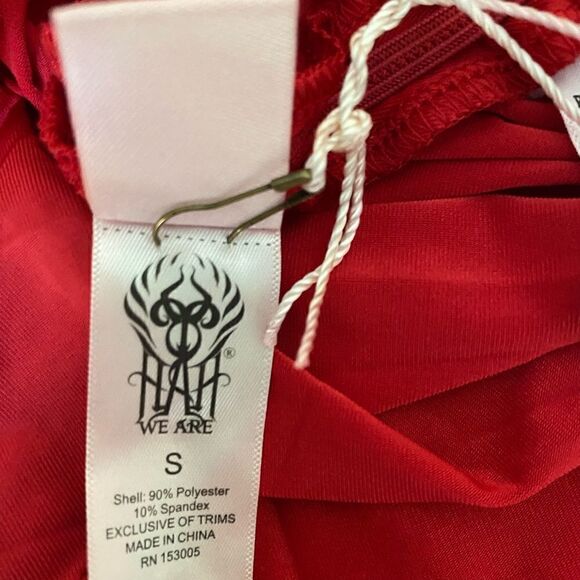 HAH®
WE ARE
S
Shell: 90% Polyester
10% Spandex
EXCLUSIVE OF TRIMS
MADE IN CHINA
RN 153005